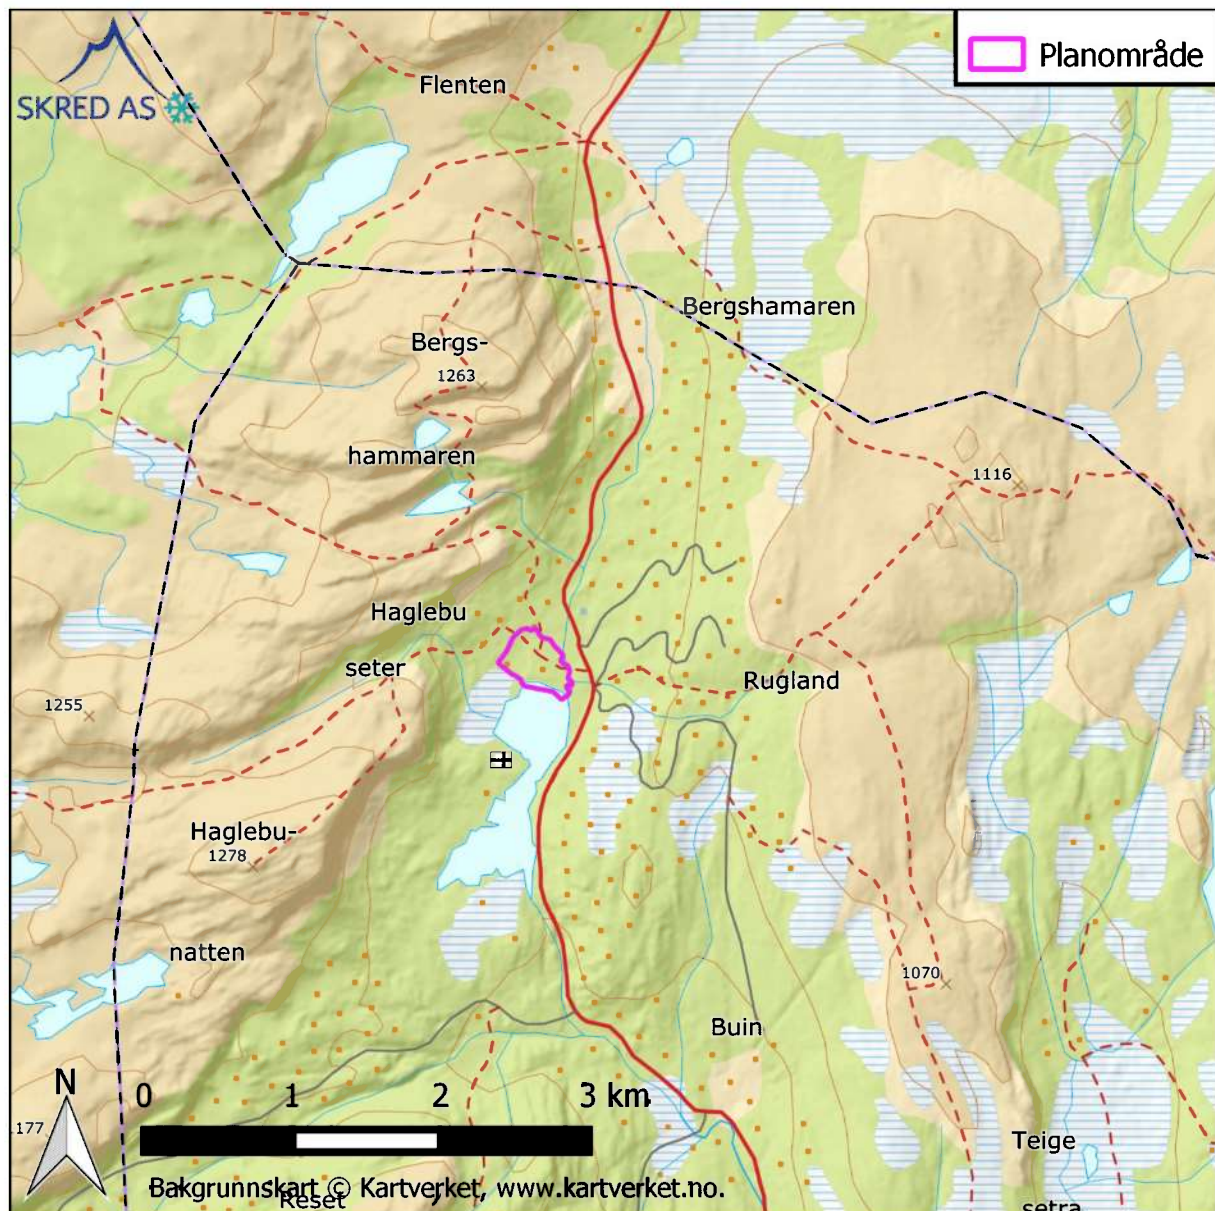 Planområde
SKRED AS
Flenten
Bergshamaren
Bergs-
1263
hammaren
1116
Haglebu
seter
Rugland
1255
Haglebu-
1278
natten
1070
Buin
N
0 1 2 3 km
1177
Teige
Bakgrunnskart © Kartverket, www.kartverket.no.
Reset
setra